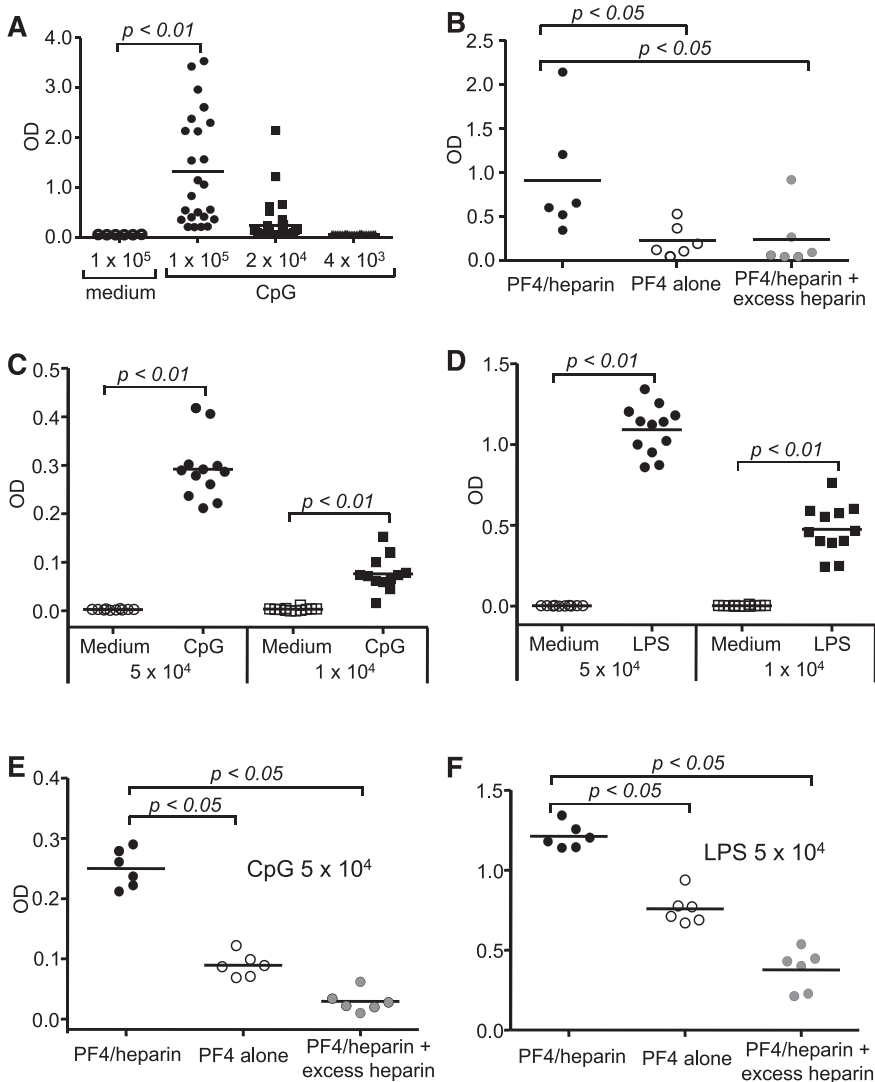 A
p < 0.01
4.0
3.0
2.0
1.0
0.0
OD
1 x 10⁵
1 x 10⁵
2 x 10⁴
4 x 10³
medium
CpG
B
p < 0.05
p < 0.05
2.5
2.0
1.5
1.0
0.5
0.0
OD
PF4/heparin
PF4 alone
PF4/heparin +
excess heparin
C
p < 0.01
p < 0.01
0.5
0.4
0.3
0.2
0.1
0.0
OD
Medium
CpG
Medium
CpG
5 x 10⁴
1 x 10⁴
D
p < 0.01
p < 0.01
1.5
1.0
0.5
0.0
OD
Medium
LPS
Medium
LPS
5 x 10⁴
1 x 10⁴
E
p < 0.05
p < 0.05
CpG 5 x 10⁴
0.4
0.3
0.2
0.1
0.0
OD
PF4/heparin
PF4 alone
PF4/heparin +
excess heparin
F
p < 0.05
p < 0.05
LPS 5 x 10⁴
1.5
1.0
0.5
0.0
PF4/heparin
PF4 alone
PF4/heparin +
excess heparin